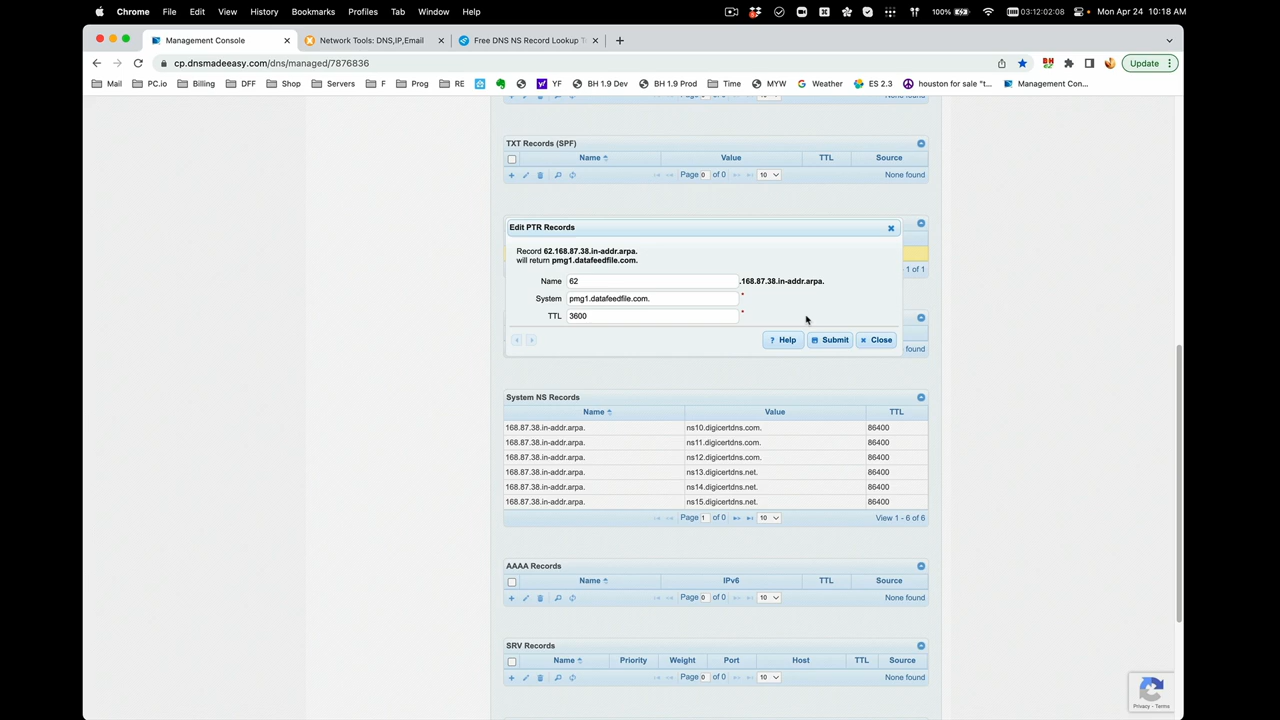 Chrome File Edit View History Bookmarks Profiles Tab Window Help 100% 03:12:02:08 Mon Apr 24 10:18 AM
Management Console Network Tools: DNS,IP,Email Free DNS NS Record Lookup T
cp.dnsmadeeasy.com/dns/managed/7876836 Update
Mail PC.io Billing DFF Shop Servers F Prog RE YF BH 1.9 Dev BH 1.9 Prod Time MYW Weather ES 2.3 houston for sale "t... Management Con...
TXT Records (SPF)
Name Value TTL Source
Page 0 of 0 10 None found
Edit PTR Records
Record 62.168.87.38.in-addr.arpa.
will return pmg1.datafeedfile.com.
1 of 1
Name 62 .168.87.38.in-addr.arpa.
System pmg1.datafeedfile.com. *
TTL 3600 *
? Help Submit Close
found
System NS Records
Name Value TTL
168.87.38.in-addr.arpa. ns10.digicertdns.com. 86400
168.87.38.in-addr.arpa. ns11.digicertdns.com. 86400
168.87.38.in-addr.arpa. ns12.digicertdns.com. 86400
168.87.38.in-addr.arpa. ns13.digicertdns.net. 86400
168.87.38.in-addr.arpa. ns14.digicertdns.net. 86400
168.87.38.in-addr.arpa. ns15.digicertdns.net. 86400
Page 1 of 0 10 View 1 - 6 of 6
AAAA Records
Name IPv6 TTL Source
Page 0 of 0 10 None found
SRV Records
Name Priority Weight Port Host TTL Source
Page 0 of 0 10 None found
Privacy - Terms